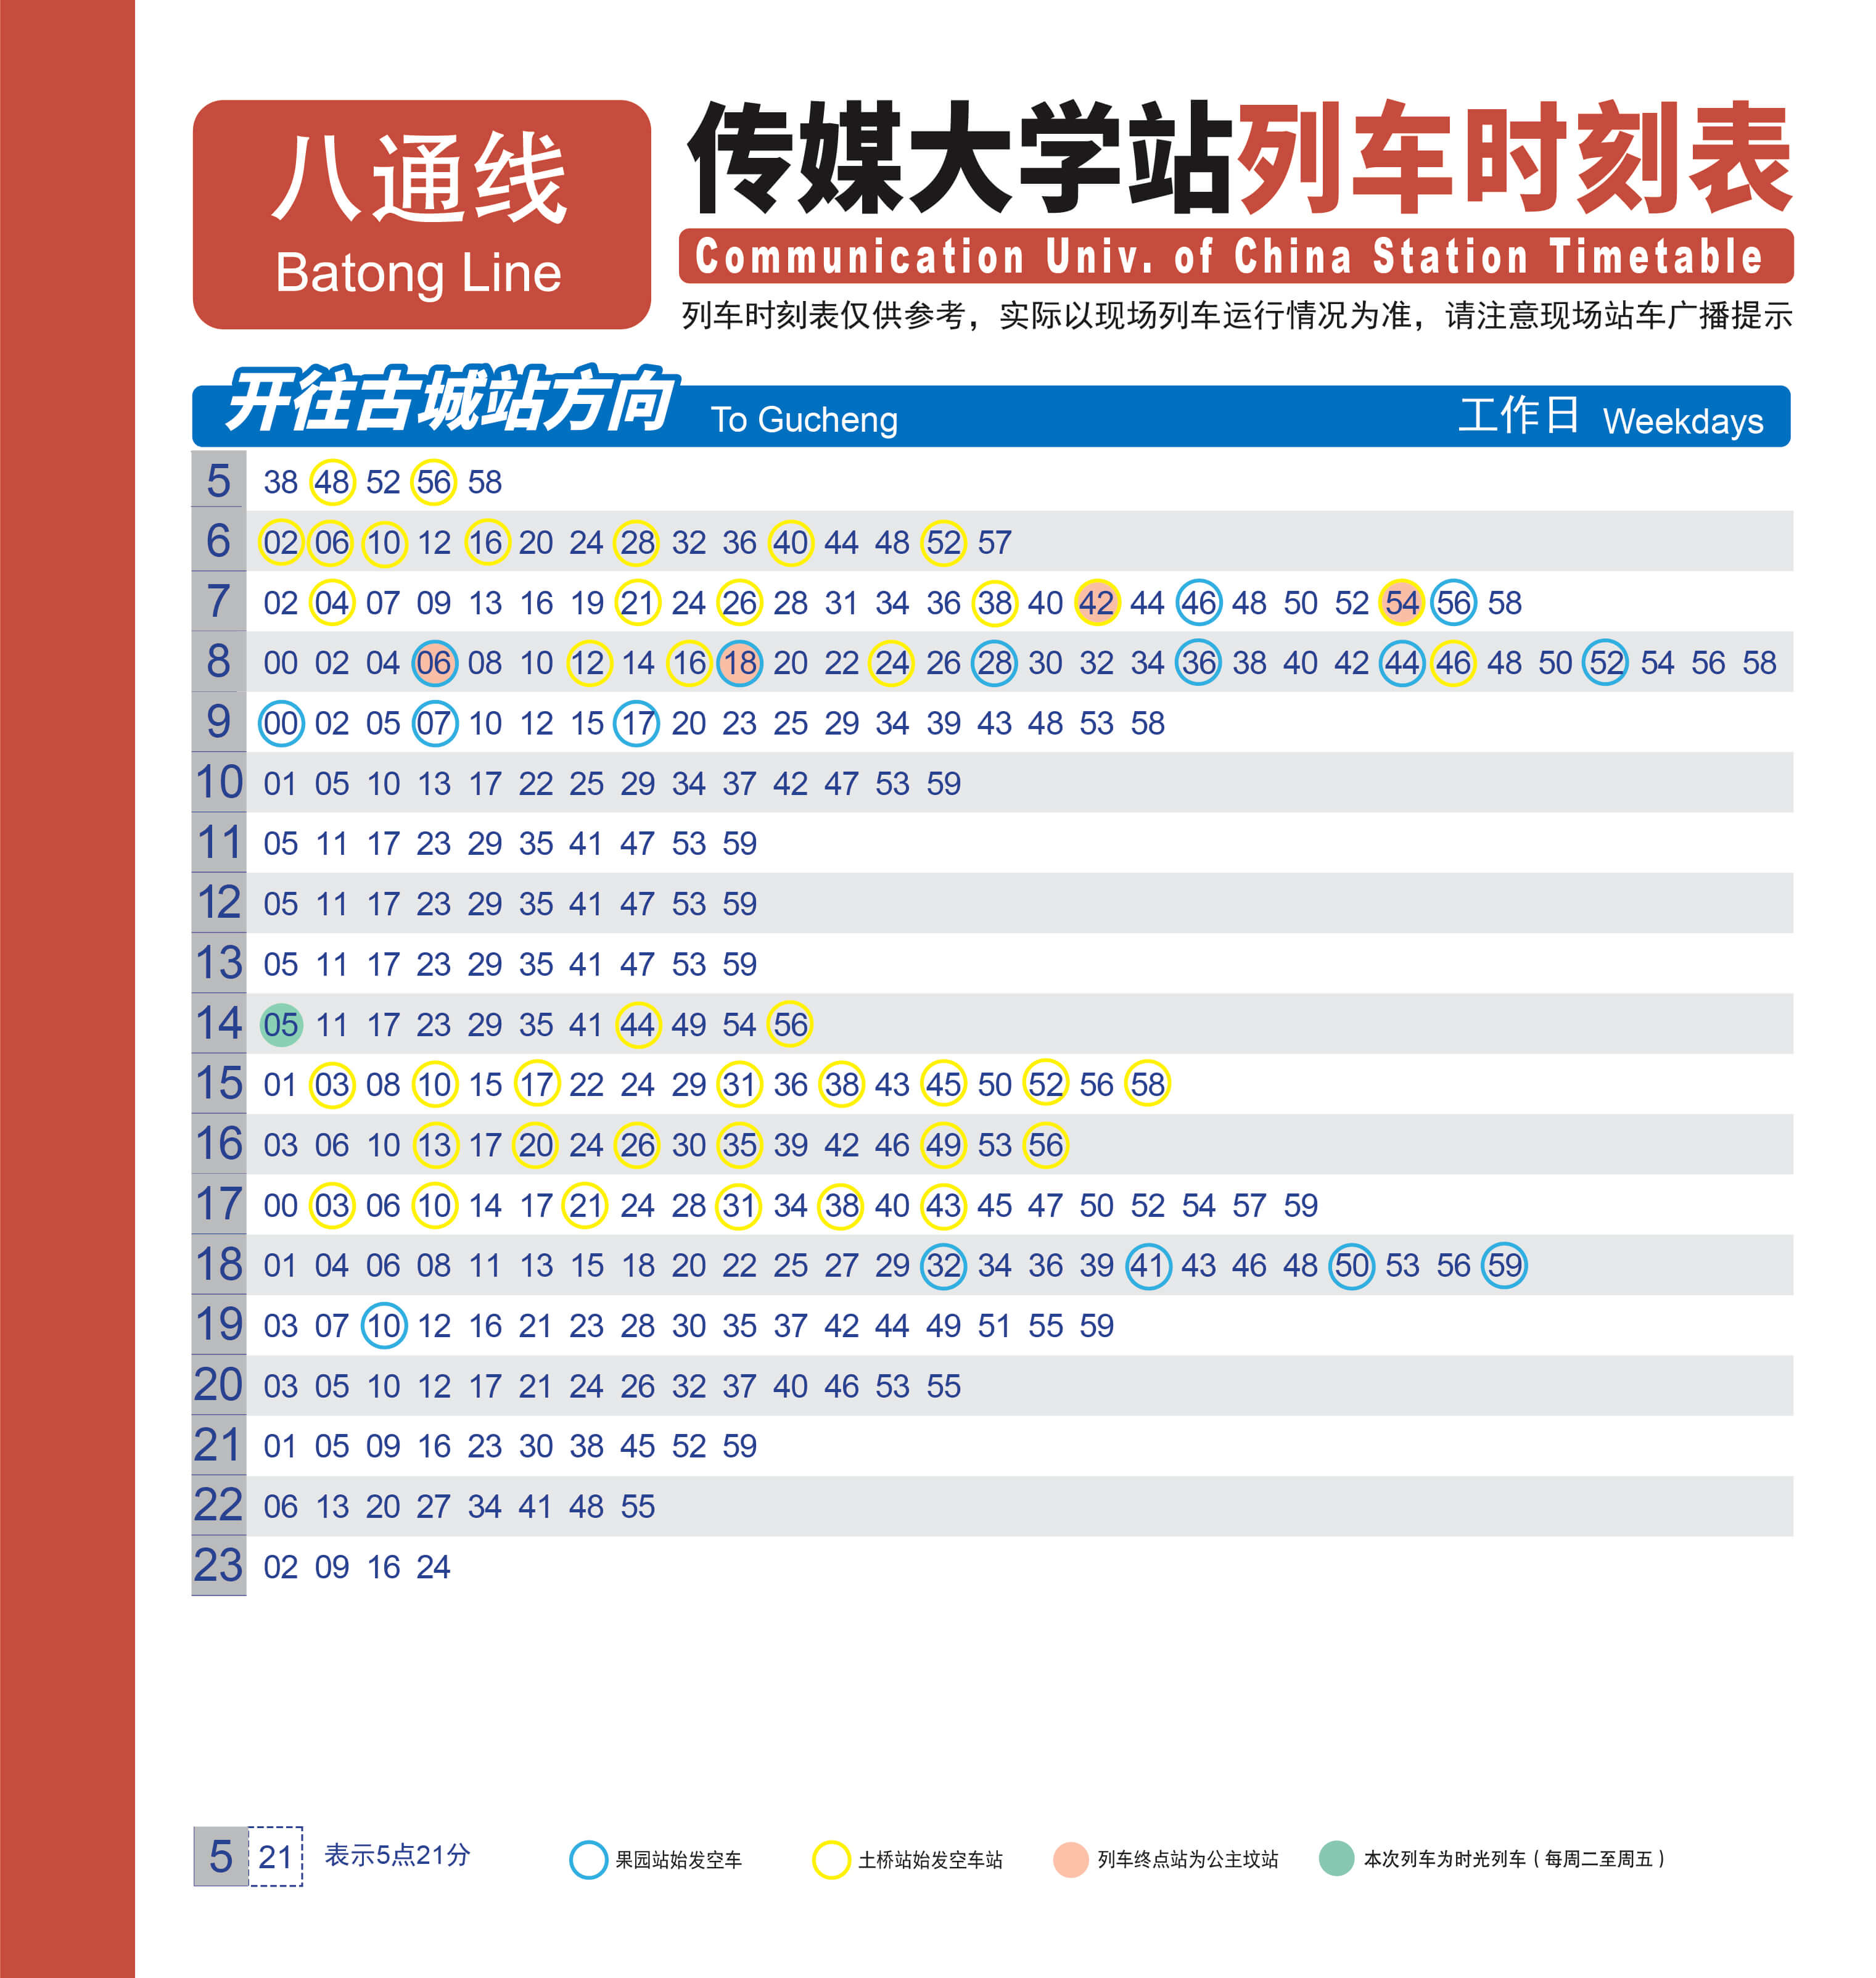 八通线
Batong Line
传媒大学站列车时刻表
Communication Univ. of China Station Timetable
列车时刻表仅供参考，实际以现场列车运行情况为准，请注意现场站车广播提示
开往古城站方向 To Gucheng 工作日 Weekdays
5 38 48 52 56 58
6 02 06 10 12 16 20 24 28 32 36 40 44 48 52 57
7 02 04 07 09 13 16 19 21 24 26 28 31 34 36 38 40 42 44 46 48 50 52 54 56 58
8 00 02 04 06 08 10 12 14 16 18 20 22 24 26 28 30 32 34 36 38 40 42 44 46 48 50 52 54 56 58
9 00 02 05 07 10 12 15 17 20 23 25 29 34 39 43 48 53 58
10 01 05 10 13 17 22 25 29 34 37 42 47 53 59
11 05 11 17 23 29 35 41 47 53 59
12 05 11 17 23 29 35 41 47 53 59
13 05 11 17 23 29 35 41 47 53 59
14 05 11 17 23 29 35 41 44 49 54 56
15 01 03 08 10 15 17 22 24 29 31 36 38 43 45 50 52 56 58
16 03 06 10 13 17 20 24 26 30 35 39 42 46 49 53 56
17 00 03 06 10 14 17 21 24 28 31 34 38 40 43 45 47 50 52 54 57 59
18 01 04 06 08 11 13 15 18 20 22 25 27 29 32 34 36 39 41 43 46 48 50 53 56 59
19 03 07 10 12 16 21 23 28 30 35 37 42 44 49 51 55 59
20 03 05 10 12 17 21 24 26 32 37 40 46 53 55
21 01 05 09 16 23 30 38 45 52 59
22 06 13 20 27 34 41 48 55
23 02 09 16 24
5 21 表示5点21分 果园站始发空车 土桥站始发空车站 列车终点站为公主坟站 本次列车为时光列车（每周二至周五）